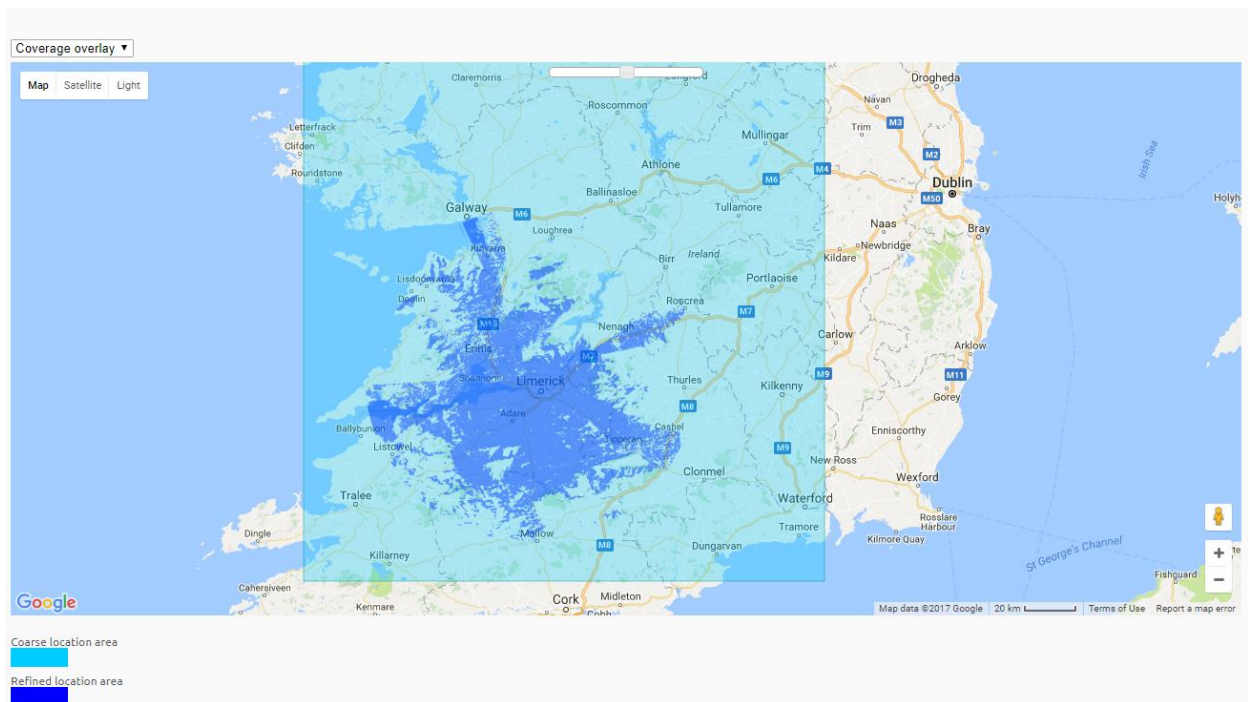 Coverage overlay ▼
Map Satellite Light
Claremorris
Longford
Drogheda
Navan
Roscommon
M3
Letterfrack
Trim
Mullingar
Clifden
M2
Athlone
M4
Roundstone
Irish Sea
M6
Dublin
Ballinasloe
M50
Holyh
Galway
M6
Tullamore
Loughrea
Naas
Bray
Kinvarra
Newbridge
Birr
Ireland
Kildare
Lisdoonvarna
Portlaoise
Doolin
Roscrea
M7
M18
Nenagh
Carlow
Ennis
Arklow
M7
Shannon
Limerick
Thurles
Kilkenny
M9
M11
Gorey
Adare
M8
Ballybunion
Cashel
Enniscorthy
Listowel
Tipperary
M9
New Ross
Clonmel
Wexford
Tralee
Waterford
Rosslare
Harbour
Dingle
Mallow
Tramore
Kilmore Quay
M8
Dungarvan
St George's Channel
Killarney
te
Fishguard
Cahersiveen
Midleton
Cork
Kenmare
Cobh
Google
Map data ©2017 Google 20 km Terms of Use Report a map error
Coarse location area
Refined location area